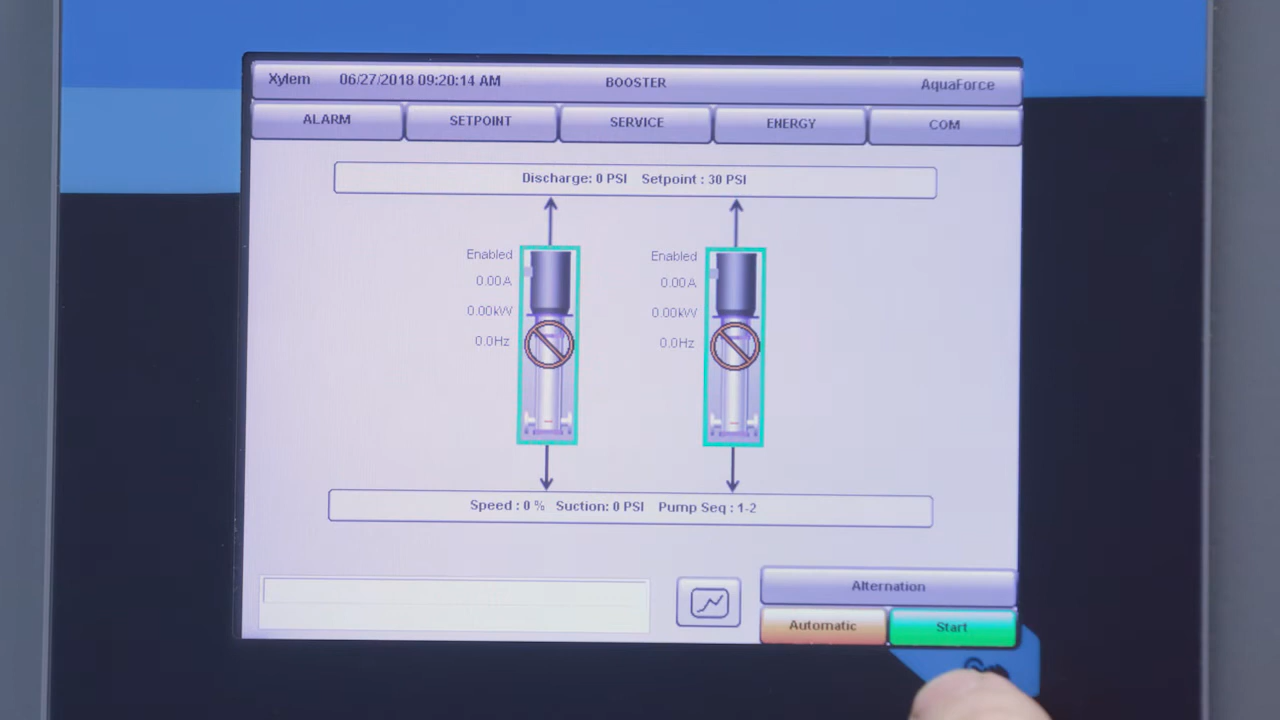 Xylem 06/27/2018 09:20:14 AM BOOSTER AquaForce
ALARM SETPOINT SERVICE ENERGY COM
Discharge: 0 PSI Setpoint : 30 PSI
Enabled Enabled
0.00A 0.00A
0.00kW 0.00kW
0.0Hz 0.0Hz
Speed : 0 % Suction: 0 PSI Pump Seq : 1-2
Alternation
Automatic Start